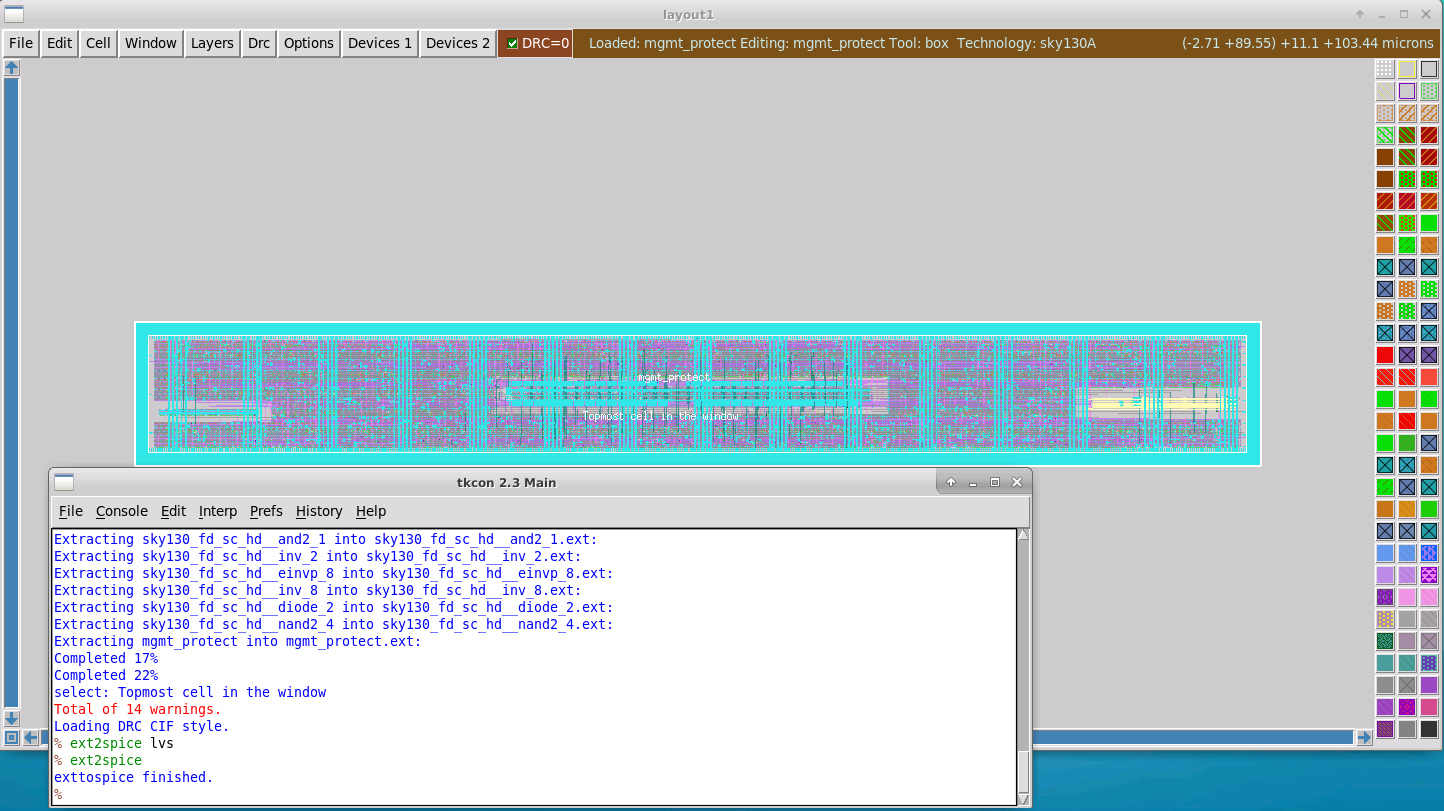 layout1
File Edit Cell Window Layers Drc Options Devices 1 Devices 2 DRC=0 Loaded: mgmt_protect Editing: mgmt_protect Tool: box Technology: sky130A (-2.71 +89.55) +11.1 +103.44 microns
mgmt_protect
Topmost cell in the window
tkcon 2.3 Main
File Console Edit Interp Prefs History Help
Extracting sky130_fd_sc_hd__and2_1 into sky130_fd_sc_hd__and2_1.ext:
Extracting sky130_fd_sc_hd__inv_2 into sky130_fd_sc_hd__inv_2.ext:
Extracting sky130_fd_sc_hd__einvp_8 into sky130_fd_sc_hd__einvp_8.ext:
Extracting sky130_fd_sc_hd__inv_8 into sky130_fd_sc_hd__inv_8.ext:
Extracting sky130_fd_sc_hd__diode_2 into sky130_fd_sc_hd__diode_2.ext:
Extracting sky130_fd_sc_hd__nand2_4 into sky130_fd_sc_hd__nand2_4.ext:
Extracting mgmt_protect into mgmt_protect.ext:
Completed 17%
Completed 22%
select: Topmost cell in the window
Total of 14 warnings.
Loading DRC CIF style.
% ext2spice lvs
% ext2spice
exttospice finished.
%